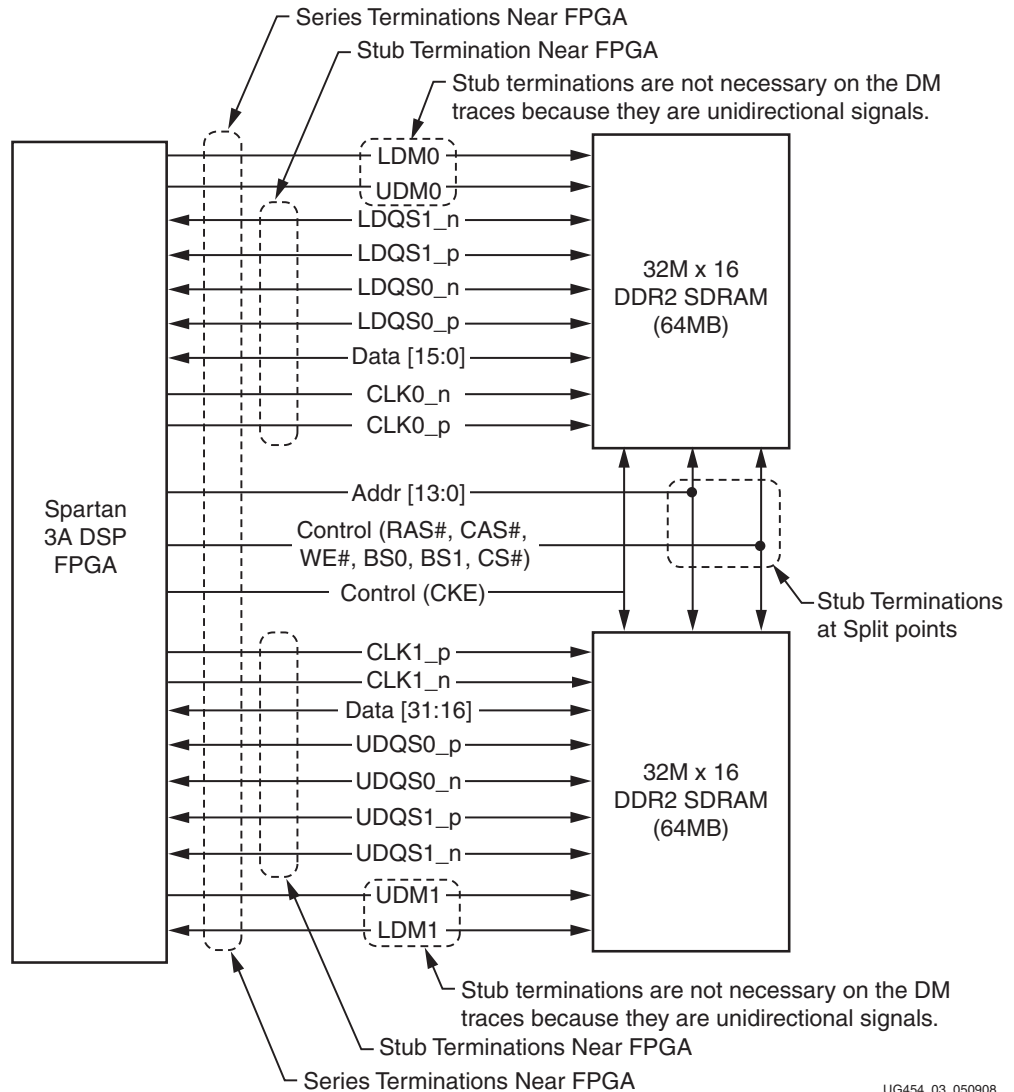 Series Terminations Near FPGA
Stub Termination Near FPGA
Stub terminations are not necessary on the DM
traces because they are unidirectional signals.
LDM0
UDM0
LDQS1_n
LDQS1_p
LDQS0_n
LDQS0_p
Data [15:0]
CLK0_n
CLK0_p
32M x 16
DDR2 SDRAM
(64MB)
Spartan
3A DSP
FPGA
Addr [13:0]
Control (RAS#, CAS#,
WE#, BS0, BS1, CS#)
Control (CKE)
Stub Terminations
at Split points
CLK1_p
CLK1_n
Data [31:16]
UDQS0_p
UDQS0_n
UDQS1_p
UDQS1_n
UDM1
LDM1
32M x 16
DDR2 SDRAM
(64MB)
Stub terminations are not necessary on the DM
traces because they are unidirectional signals.
Stub Terminations Near FPGA
Series Terminations Near FPGA
UG454_03_050908